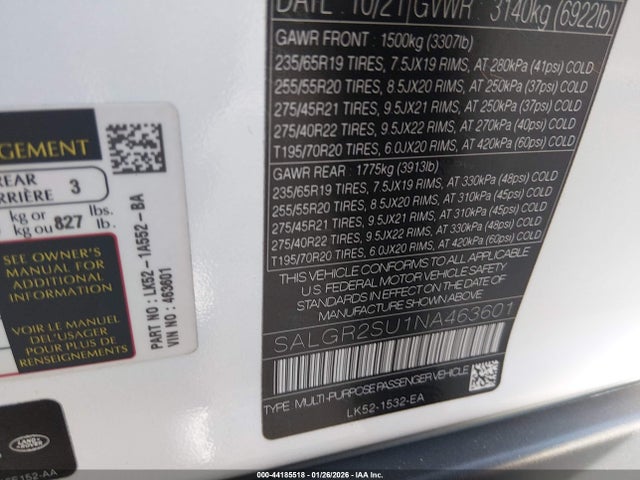 DATE 10/21 GVWR : 3140kg (6922lb)
GAWR FRONT : 1500kg (3307lb)
235/65R19 TIRES, 7.5JX19 RIMS, AT 280kPa (41psi) COLD
255/55R20 TIRES, 8.5JX20 RIMS, AT 250kPa (37psi) COLD
275/45R21 TIRES, 9.5JX21 RIMS, AT 250kPa (37psi) COLD
275/40R22 TIRES, 9.5JX22 RIMS, AT 270kPa (40psi) COLD
T195/70R20 TIRES, 6.0JX20 RIMS, AT 420kPa (60psi) COLD
GAWR REAR : 1775kg (3913lb)
235/65R19 TIRES, 7.5JX19 RIMS, AT 330kPa (48psi) COLD
255/55R20 TIRES, 8.5JX20 RIMS, AT 310kPa (45psi) COLD
275/45R21 TIRES, 9.5JX21 RIMS, AT 310kPa (45psi) COLD
275/40R22 TIRES, 9.5JX22 RIMS, AT 330kPa (48psi) COLD
T195/70R20 TIRES, 6.0JX20 RIMS, AT 420kPa (60psi) COLD
THIS VEHICLE CONFORMS TO ALL APPLICABLE
U.S. FEDERAL MOTOR VEHICLE SAFETY
STANDARDS IN EFFECT ON THE DATE OF
MANUFACTURE SHOWN ABOVE
SALGR2SU1NA463601
TYPE : MULTI-PURPOSE PASSENGER VEHICLE
LK52-1532-EA
GEMENT
REAR
RRIÈRE 3
kg or
kg ou 827 lbs.
lb.
SEE OWNER'S
MANUAL FOR
ADDITIONAL
INFORMATION
VOIR LE MANUEL
DE L'USAGER
POUR PLUS DE
RENSEIGNEMENTS
PART NO : LK52-1A552-BA
VIN NO : 463601
LAND
ROVER
152-AA
000-44185518 | 01/26/2026 - IAA Inc.